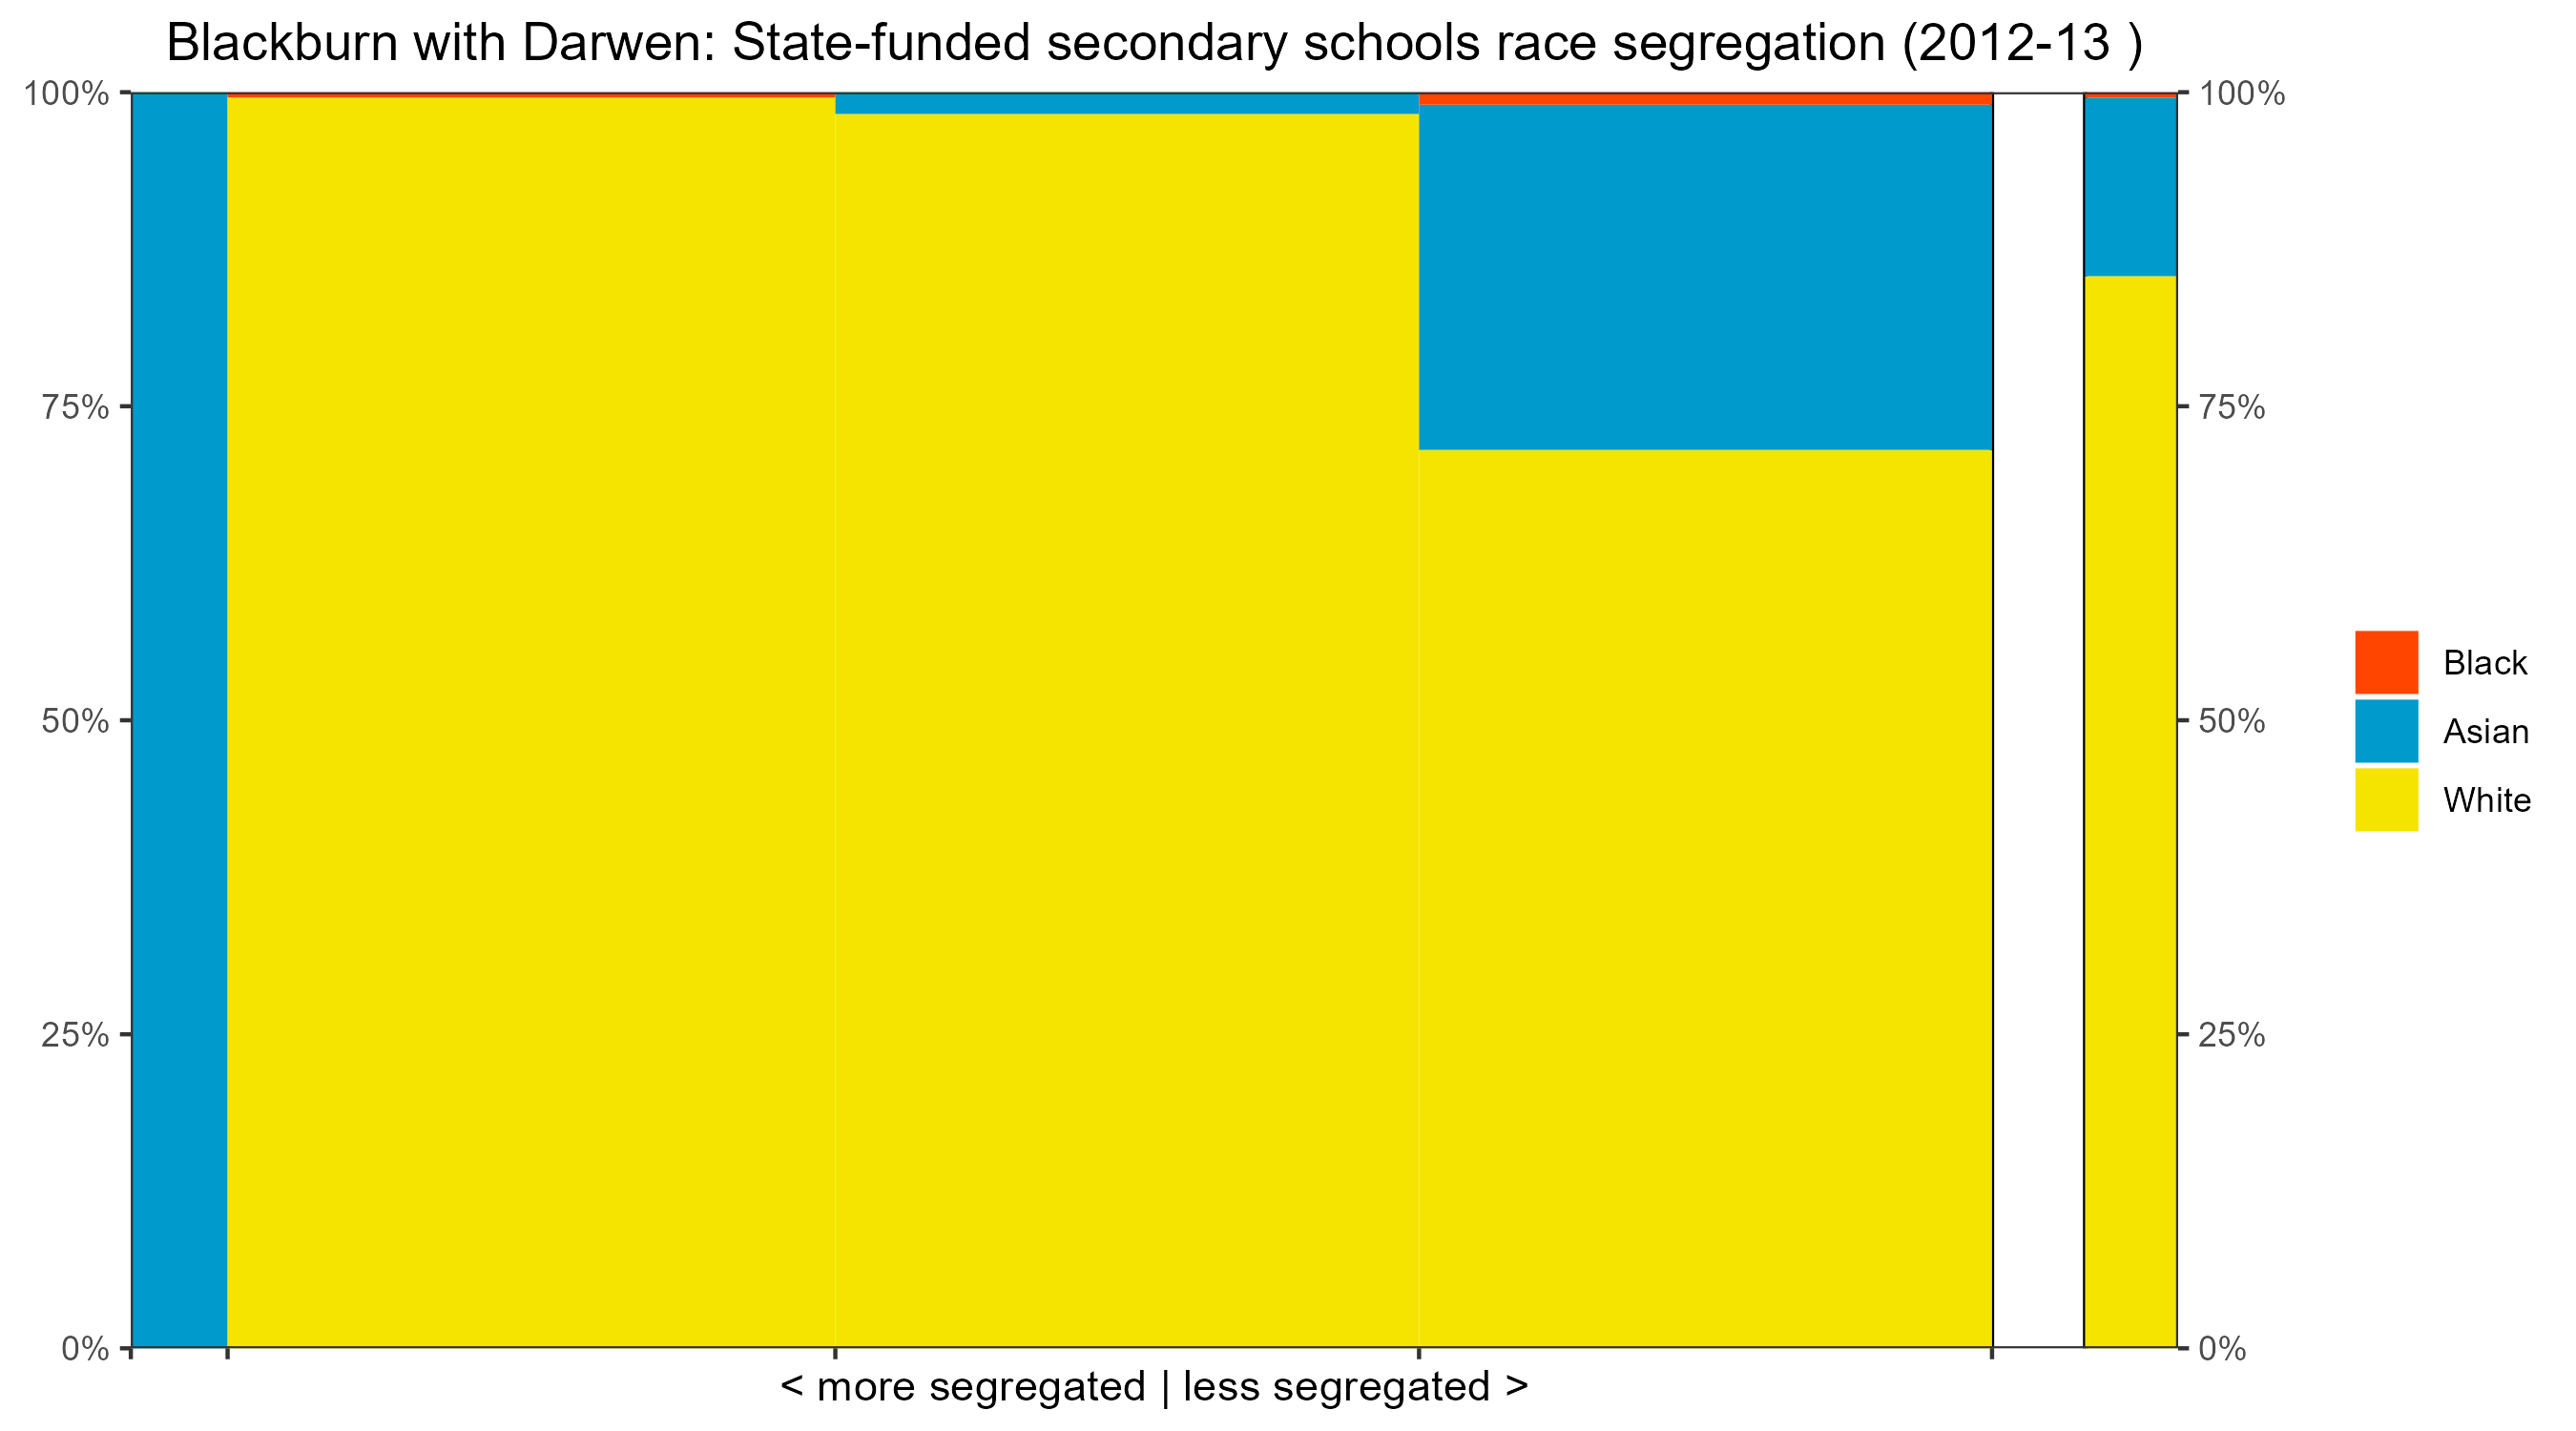 Blackburn with Darwen: State-funded secondary schools race segregation (2012-13 )
100%
75%
50%
25%
0%
100%
75%
50%
25%
0%
Black
Asian
White
< more segregated | less segregated >